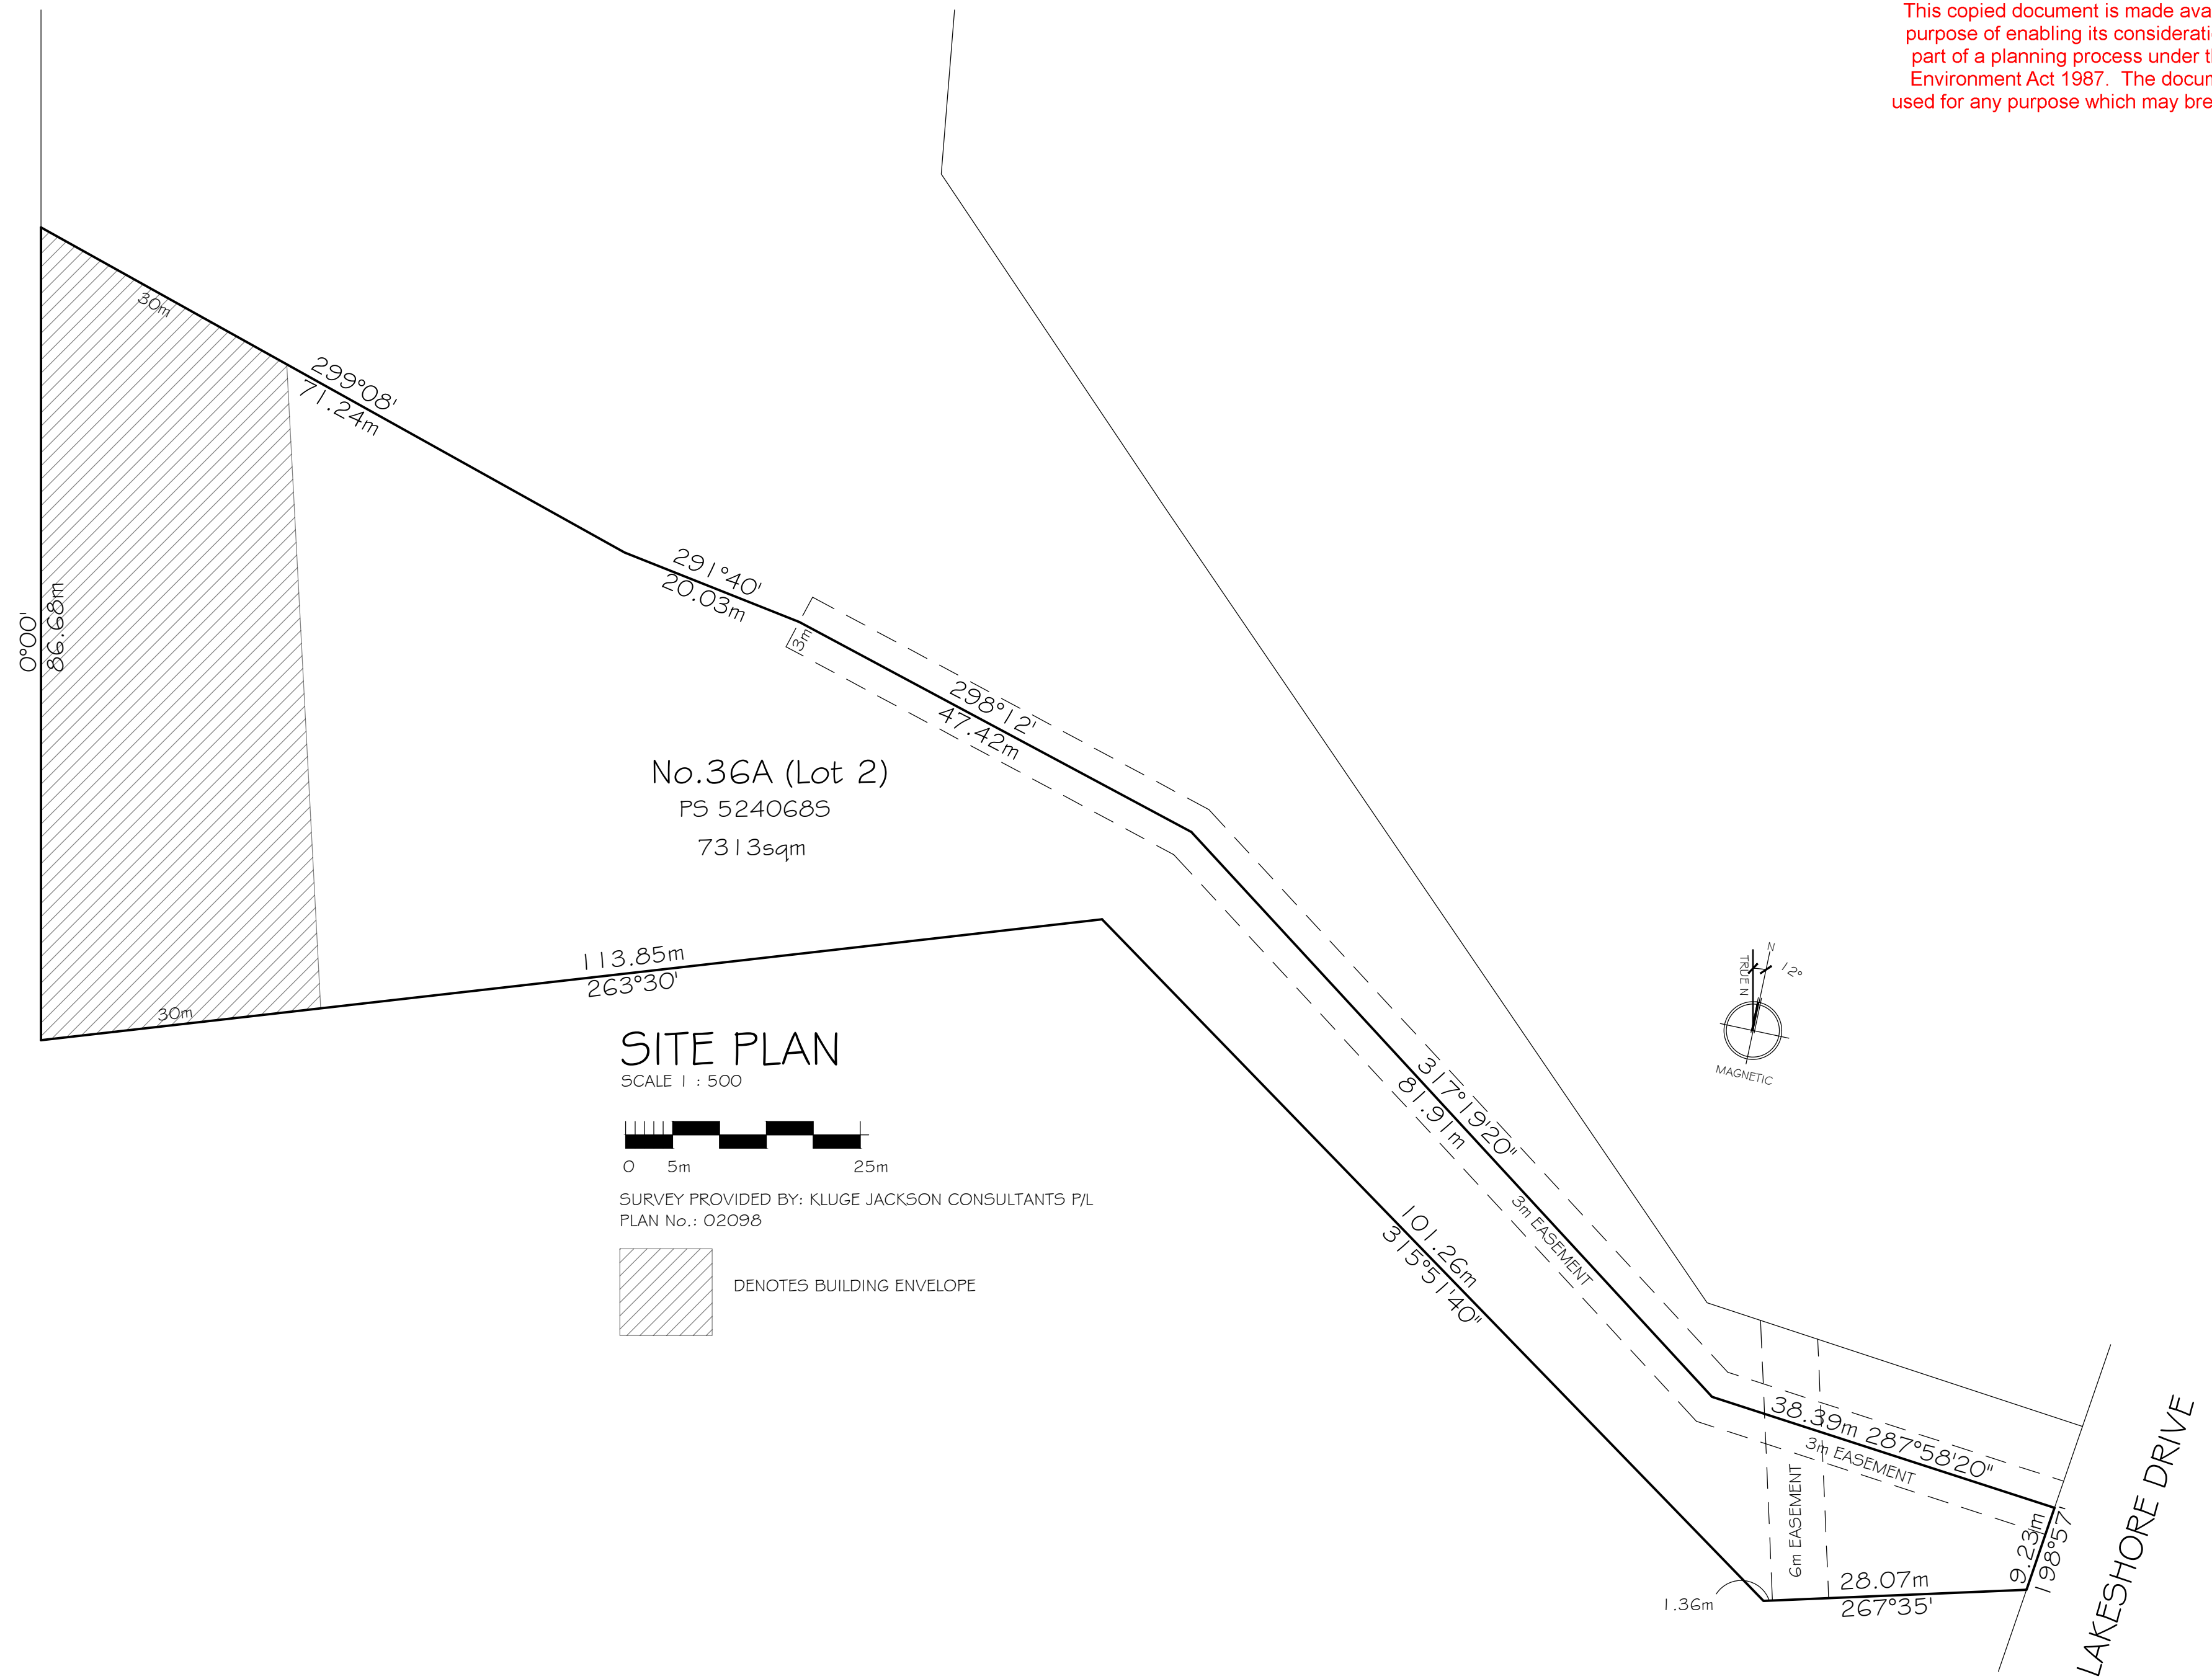 This copied document is made ava
purpose of enabling its considerati
part of a planning process under t
Environment Act 1987. The docum
used for any purpose which may bre
30m
299°08'
71.24m
291°40'
20.03m
3m
0°00'
86.68m
298°12'
47.42m
No.36A (Lot 2)
PS 524068S
7313sqm
113.85m
263°30'
30m
N
TRUE N
12°
MAGNETIC
SITE PLAN
SCALE 1 : 500
0 5m 25m
SURVEY PROVIDED BY: KLUGE JACKSON CONSULTANTS P/L
PLAN No.: 02098
DENOTES BUILDING ENVELOPE
317°19'20"
81.91m
3m EASEMENT
101.26m
315°51'40"
38.39m 287°58'20"
3m EASEMENT
6m EASEMENT
9.23m
198°57'
28.07m
267°35'
1.36m
LAKESHORE DRIVE